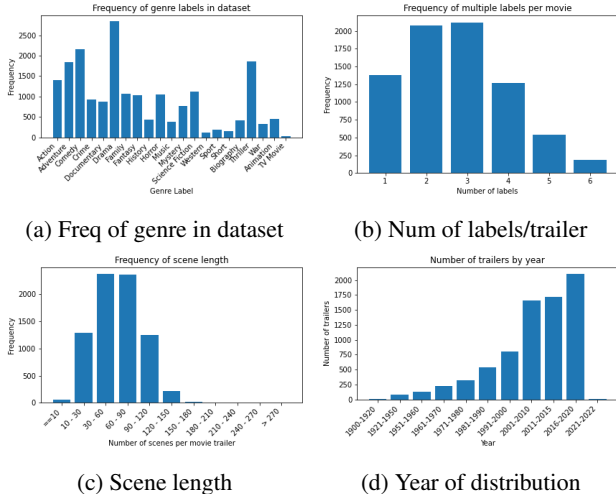 Frequency of genre labels in dataset
Frequency
2500
2000
1500
1000
500
0
Action
Adventure
Comedy
Crime
Documentary
Drama
Family
Fantasy
History
Horror
Music
Mystery
Science Fiction
Western
Sport
Short
Biography
Thriller
War
Animation
TV Movie
Genre Label
(a) Freq of genre in dataset
Frequency of multiple labels per movie
Frequency
2000
1750
1500
1250
1000
750
500
250
0
1 2 3 4 5 6
Number of labels
(b) Num of labels/trailer
Frequency of scene length
Frequency
2000
1500
1000
500
0
==10
10 - 30
30 - 60
60 - 90
90 - 120
120 - 150
150 - 180
180 - 210
210 -240
240 - 270
> 270
Number of scenes per movie trailer
(c) Scene length
Number of trailers by year
Number of trailers
2000
1750
1500
1250
1000
750
500
250
0
1900-1920
1921-1950
1951-1960
1961-1970
1971-1980
1981-1990
1991-2000
2001-2010
2011-2015
2016-2020
2021-2022
Year
(d) Year of distribution